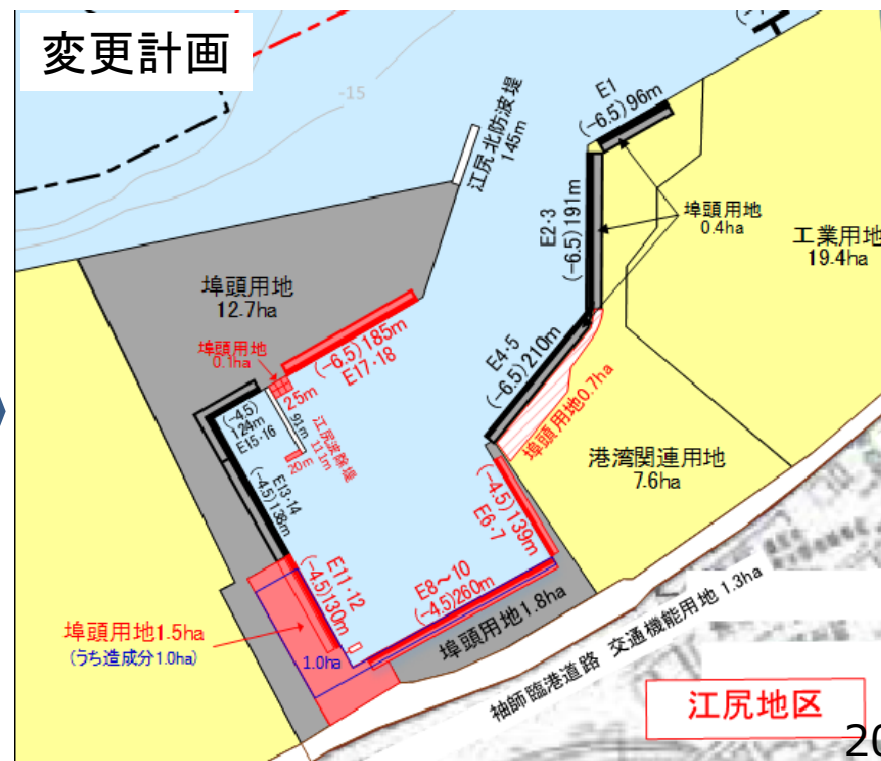 変更計画
-15
江尻北防波堤
145m
E1
(-6.5)96m
E2・3
(-6.5)191m
埠頭用地
0.4ha
工業用地
19.4ha
埠頭用地
12.7ha
埠頭用地
0.1ha
25m
(-6.5)185m
E17・18
E4・5
(-6.5)210m
埠頭用地0.7ha
(-4.5)
124m
E15・16
91m
江尻波除堤
111m
20m
港湾関連用地
7.6ha
E13・14
(-4.5)138m
(-4.5)139m
E6・7
E11・12
(-4.5)130m
E8～10
(-4.5)260m
埠頭用地1.8ha
埠頭用地1.5ha
(うち造成分1.0ha)
1.0ha
袖師臨港道路 交通機能用地 1.3ha
江尻地区
20